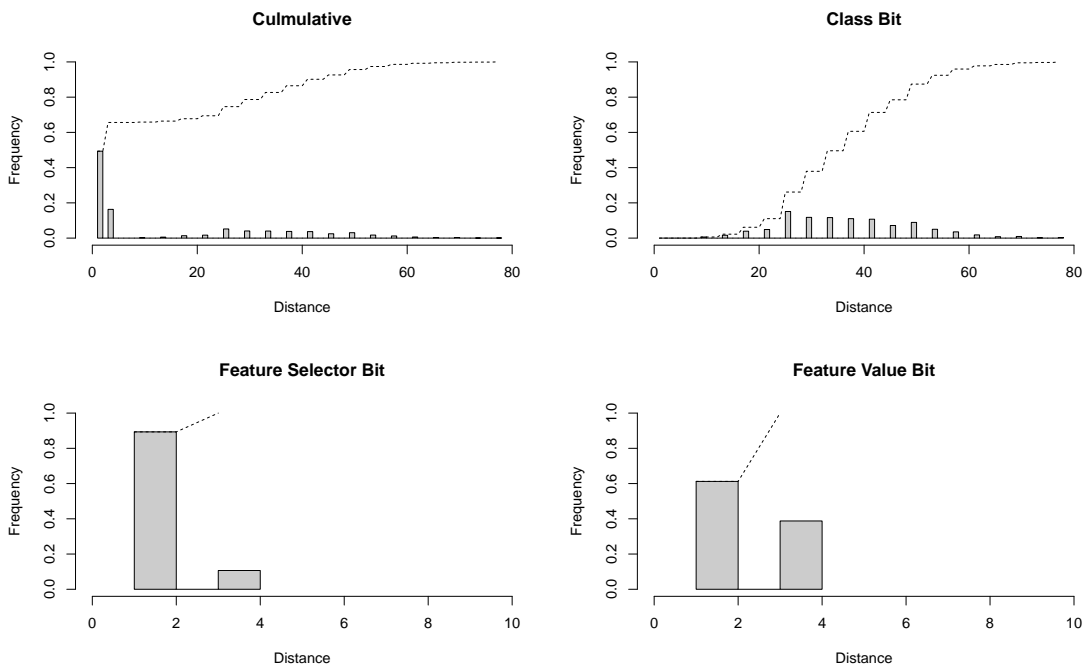 Culmulative
Frequency
0.0 0.2 0.4 0.6 0.8 1.0
0 20 40 60 80
Distance
Class Bit
Frequency
0.0 0.2 0.4 0.6 0.8 1.0
0 20 40 60 80
Distance
Feature Selector Bit
Frequency
0.0 0.2 0.4 0.6 0.8 1.0
0 2 4 6 8 10
Distance
Feature Value Bit
Frequency
0.0 0.2 0.4 0.6 0.8 1.0
0 2 4 6 8 10
Distance